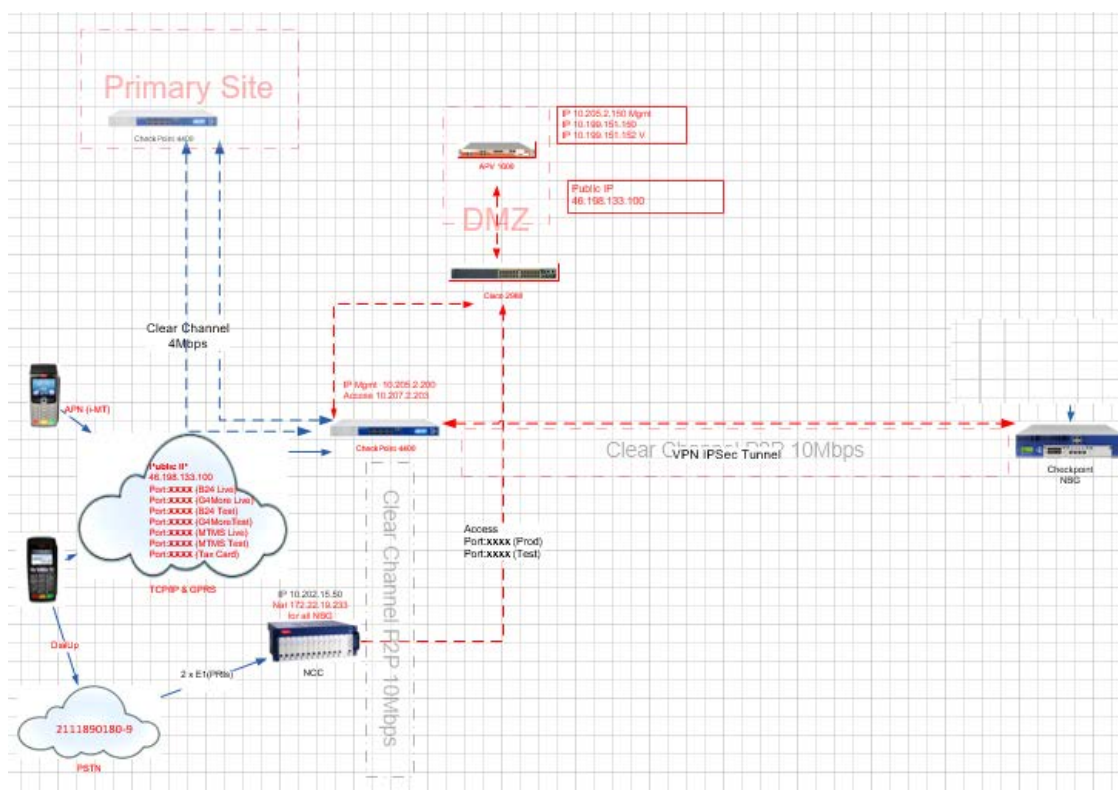 Primary Site
CheckPoint 4400
IP 10.205.2.150 Mgmt
IP 10.199.151.150
IP 10.199.151.152 V
APV 1000
Public IP
46.198.133.100
DMZ
Cisco 2960
Clear Channel
4Mbps
IP Mgmt 10.205.2.200
Access 10.207.2.203
APN (i-MT)
CheckPoint 4400
Clear Channel P2P 10Mbps
VPN IPSec Tunnel
Checkpoint
NBG
Public IP
46.198.133.100
Port:XXXX (B24 Live)
Port:XXXX (G4More Live)
Port:XXXX (B24 Test)
Port:XXXX (G4MoreTest)
Port:XXXX (MTMS Live)
Port:XXXX (MTMS Test)
Port:XXXX (Tax Card)
TCP/IP & GPRS
Clear Channel P2P 10Mbps
Access
Port:xxxx (Prod)
Port:xxxx (Test)
IP 10.202.15.50
Nat 172.22.19.233
for all NBG
DialUp
2 x E1(PRIs)
NCC
2111890180-9
PSTN